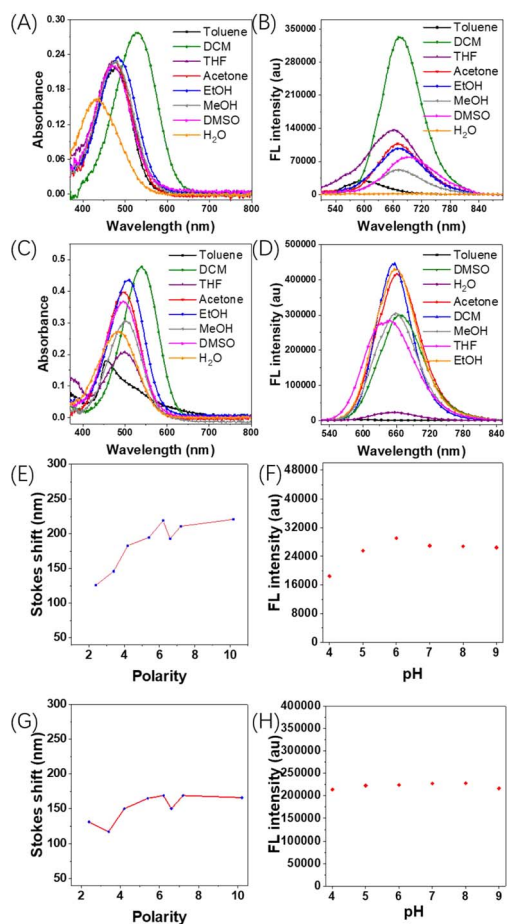 (A)
0.30
0.24
0.18
0.12
0.06
0.00
Absorbance
400 500 600 700 800
Wavelength (nm)
Toluene
DCM
THF
Acetone
EtOH
MeOH
DMSO
H₂O
(B)
350000
280000
210000
140000
70000
0
FL intensity (au)
540 600 660 720 780 840
Wavelength (nm)
Toluene
DCM
THF
Acetone
EtOH
MeOH
DMSO
H₂O
(C)
0.5
0.4
0.3
0.2
0.1
0.0
Absorbance
400 500 600 700 800
Wavelength (nm)
Toluene
DCM
THF
Acetone
EtOH
MeOH
DMSO
H₂O
(D)
500000
400000
300000
200000
100000
0
FL intensity (au)
540 600 660 720 780 840
Wavelength (nm)
Toluene
DMSO
H₂O
Acetone
DCM
MeOH
THF
EtOH
(E)
300
250
200
150
100
50
Stokes shift (nm)
2 4 6 8 10
Polarity
(F)
48000
40000
32000
24000
16000
8000
0
FL intensity (au)
4 5 6 7 8 9
pH
(G)
300
250
200
150
100
50
Stokes shift (nm)
2 4 6 8 10
Polarity
(H)
400000
350000
300000
250000
200000
150000
100000
50000
0
FL intensity (au)
4 5 6 7 8 9
pH